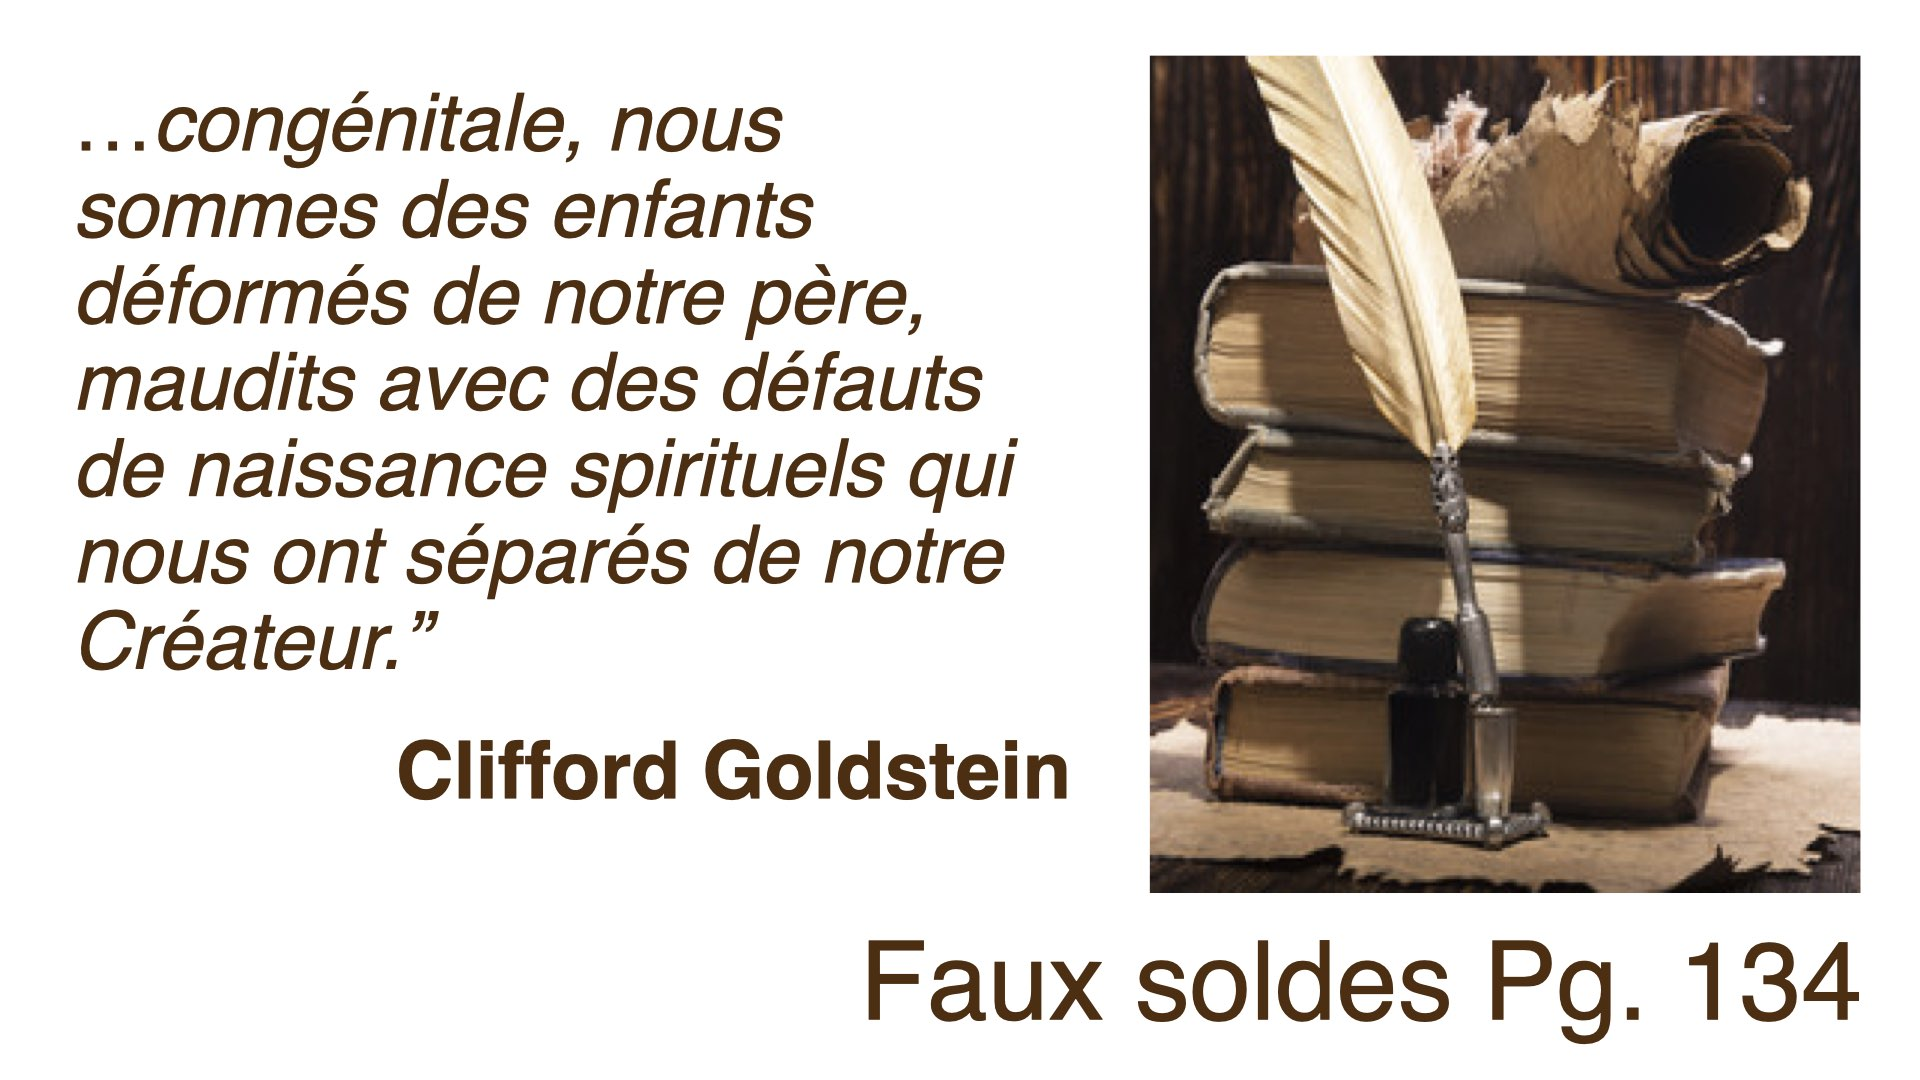 …congénitale, nous
sommes des enfants
déformés de notre père,
maudits avec des défauts
de naissance spirituels qui
nous ont séparés de notre
Créateur.”
Clifford Goldstein
Faux soldes Pg. 134